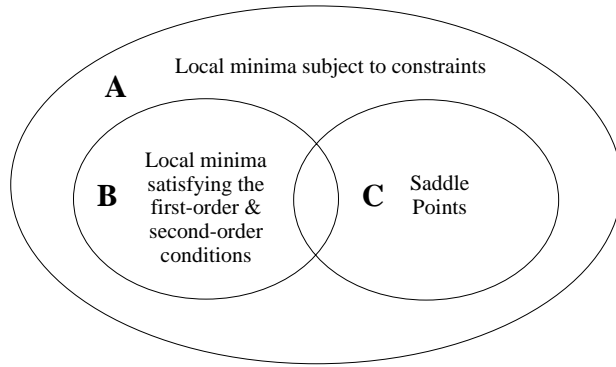 Local minima subject to constraints
A
Local minima
satisfying the
first-order &
second-order
conditions
B
Saddle
Points
C